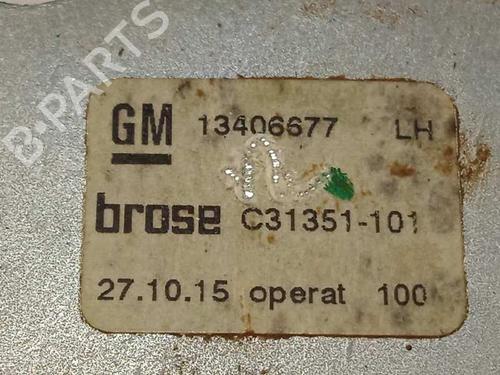 B-PARTS
GM 13406677 LH
brose C31351-101
27.10.15 operat 100